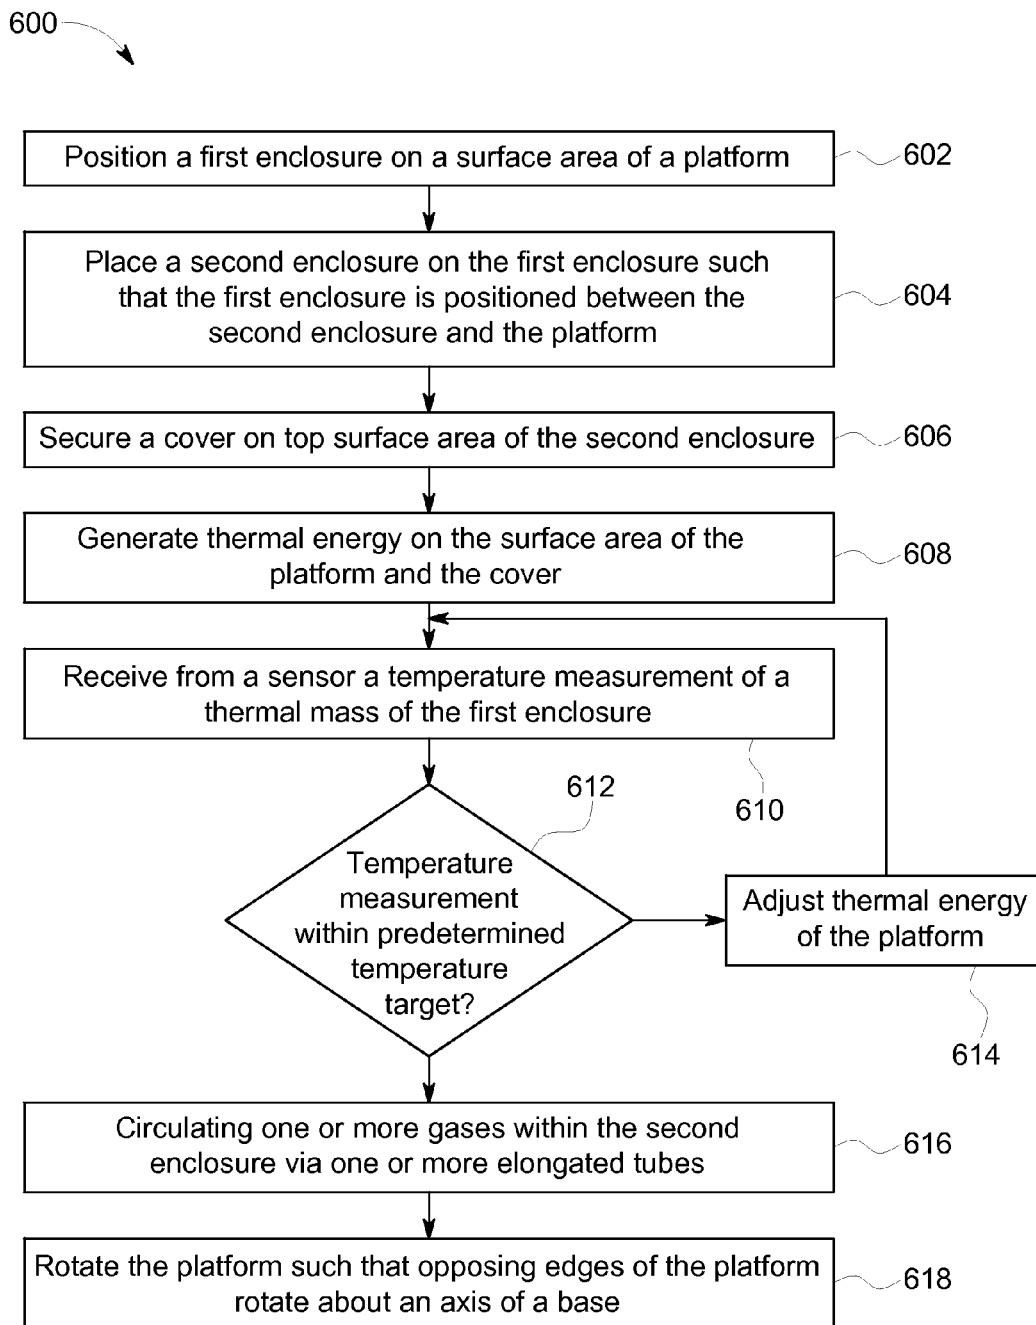 600
Position a first enclosure on a surface area of a platform
602
Place a second enclosure on the first enclosure such
that the first enclosure is positioned between the
second enclosure and the platform
604
Secure a cover on top surface area of the second enclosure
606
Generate thermal energy on the surface area of the
platform and the cover
608
Receive from a sensor a temperature measurement of a
thermal mass of the first enclosure
610
612
Temperature
measurement
within predetermined
temperature
target?
Adjust thermal energy
of the platform
614
Circulating one or more gases within the second
enclosure via one or more elongated tubes
616
Rotate the platform such that opposing edges of the platform
rotate about an axis of a base
618